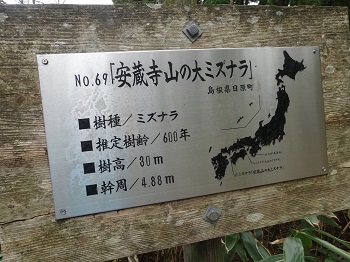 No.69「安蔵寺山の大ミズナラ」
島根県日原町
■樹種/ミズナラ
■推定樹齢/600年
■樹高/30m
■幹周/4.88m